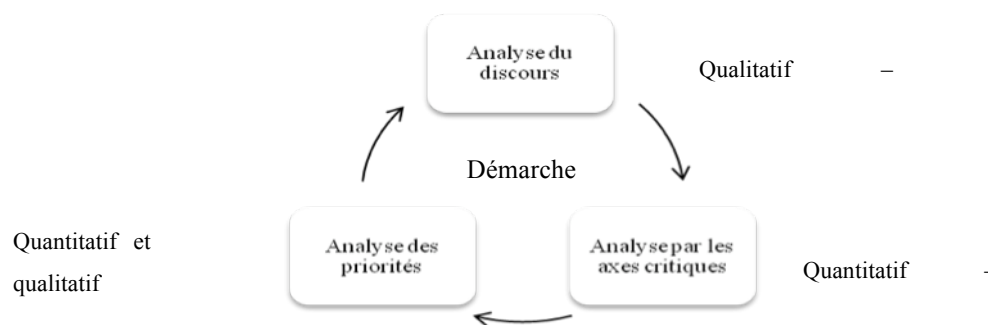 Analyse du
discours
Qualitatif –
Démarche
Quantitatif et
qualitatif
Analyse des
priorités
Analyse par les
axes critiques
Quantitatif –